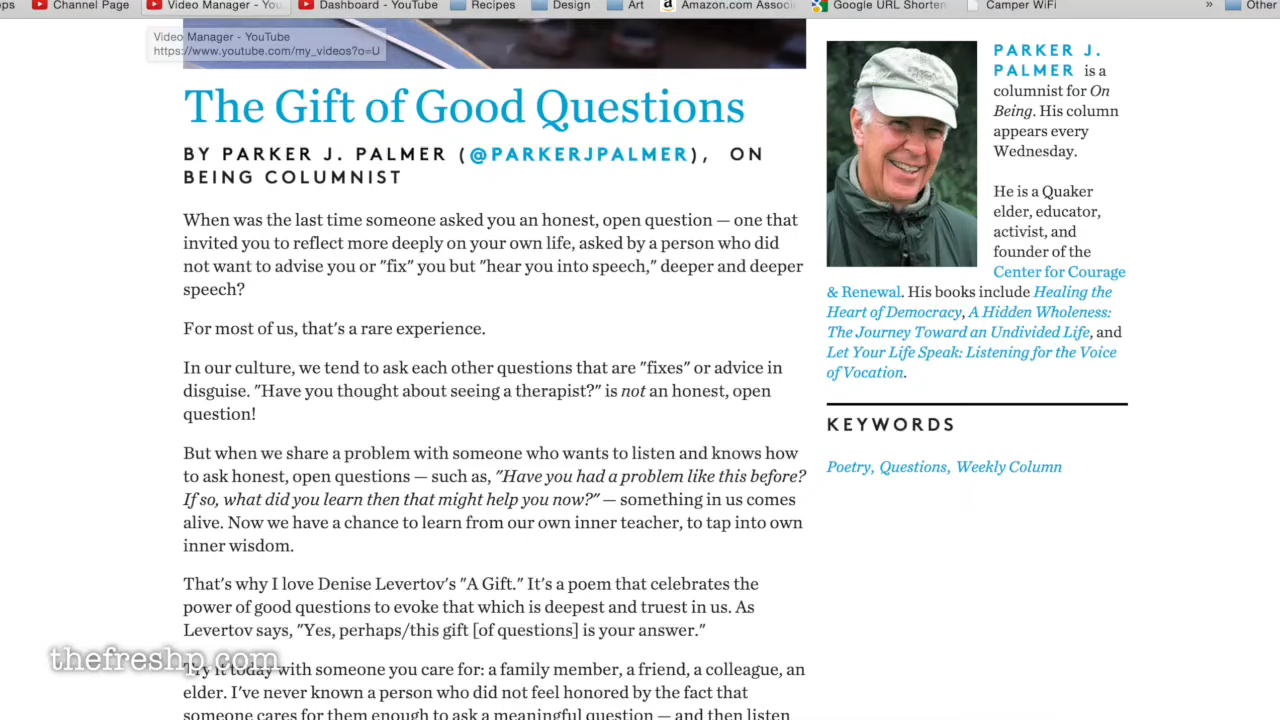 ps
Channel Page
Video Manager - You
Dashboard - YouTube
Recipes
Design
Art
Amazon.com Associ
Google URL Shorten
Camper WiFi
»
Other
Video Manager - YouTube
https://www.youtube.com/my_videos?o=U
The Gift of Good Questions
BY PARKER J. PALMER (@PARKERJPALMER), ON
BEING COLUMNIST
When was the last time someone asked you an honest, open question — one that
invited you to reflect more deeply on your own life, asked by a person who did
not want to advise you or "fix" you but "hear you into speech," deeper and deeper
speech?
For most of us, that's a rare experience.
In our culture, we tend to ask each other questions that are "fixes" or advice in
disguise. "Have you thought about seeing a therapist?" is not an honest, open
question!
But when we share a problem with someone who wants to listen and knows how
to ask honest, open questions — such as, "Have you had a problem like this before?
If so, what did you learn then that might help you now?" — something in us comes
alive. Now we have a chance to learn from our own inner teacher, to tap into own
inner wisdom.
That's why I love Denise Levertov's "A Gift." It's a poem that celebrates the
power of good questions to evoke that which is deepest and truest in us. As
Levertov says, "Yes, perhaps/this gift [of questions] is your answer."
Try it today with someone you care for: a family member, a friend, a colleague, an
elder. I've never known a person who did not feel honored by the fact that
someone cares for them enough to ask a meaningful question — and then listen
thefreshp.com
PARKER J.
PALMER is a
columnist for On
Being. His column
appears every
Wednesday.
He is a Quaker
elder, educator,
activist, and
founder of the
Center for Courage
& Renewal. His books include Healing the
Heart of Democracy, A Hidden Wholeness:
The Journey Toward an Undivided Life, and
Let Your Life Speak: Listening for the Voice
of Vocation.
KEYWORDS
Poetry, Questions, Weekly Column